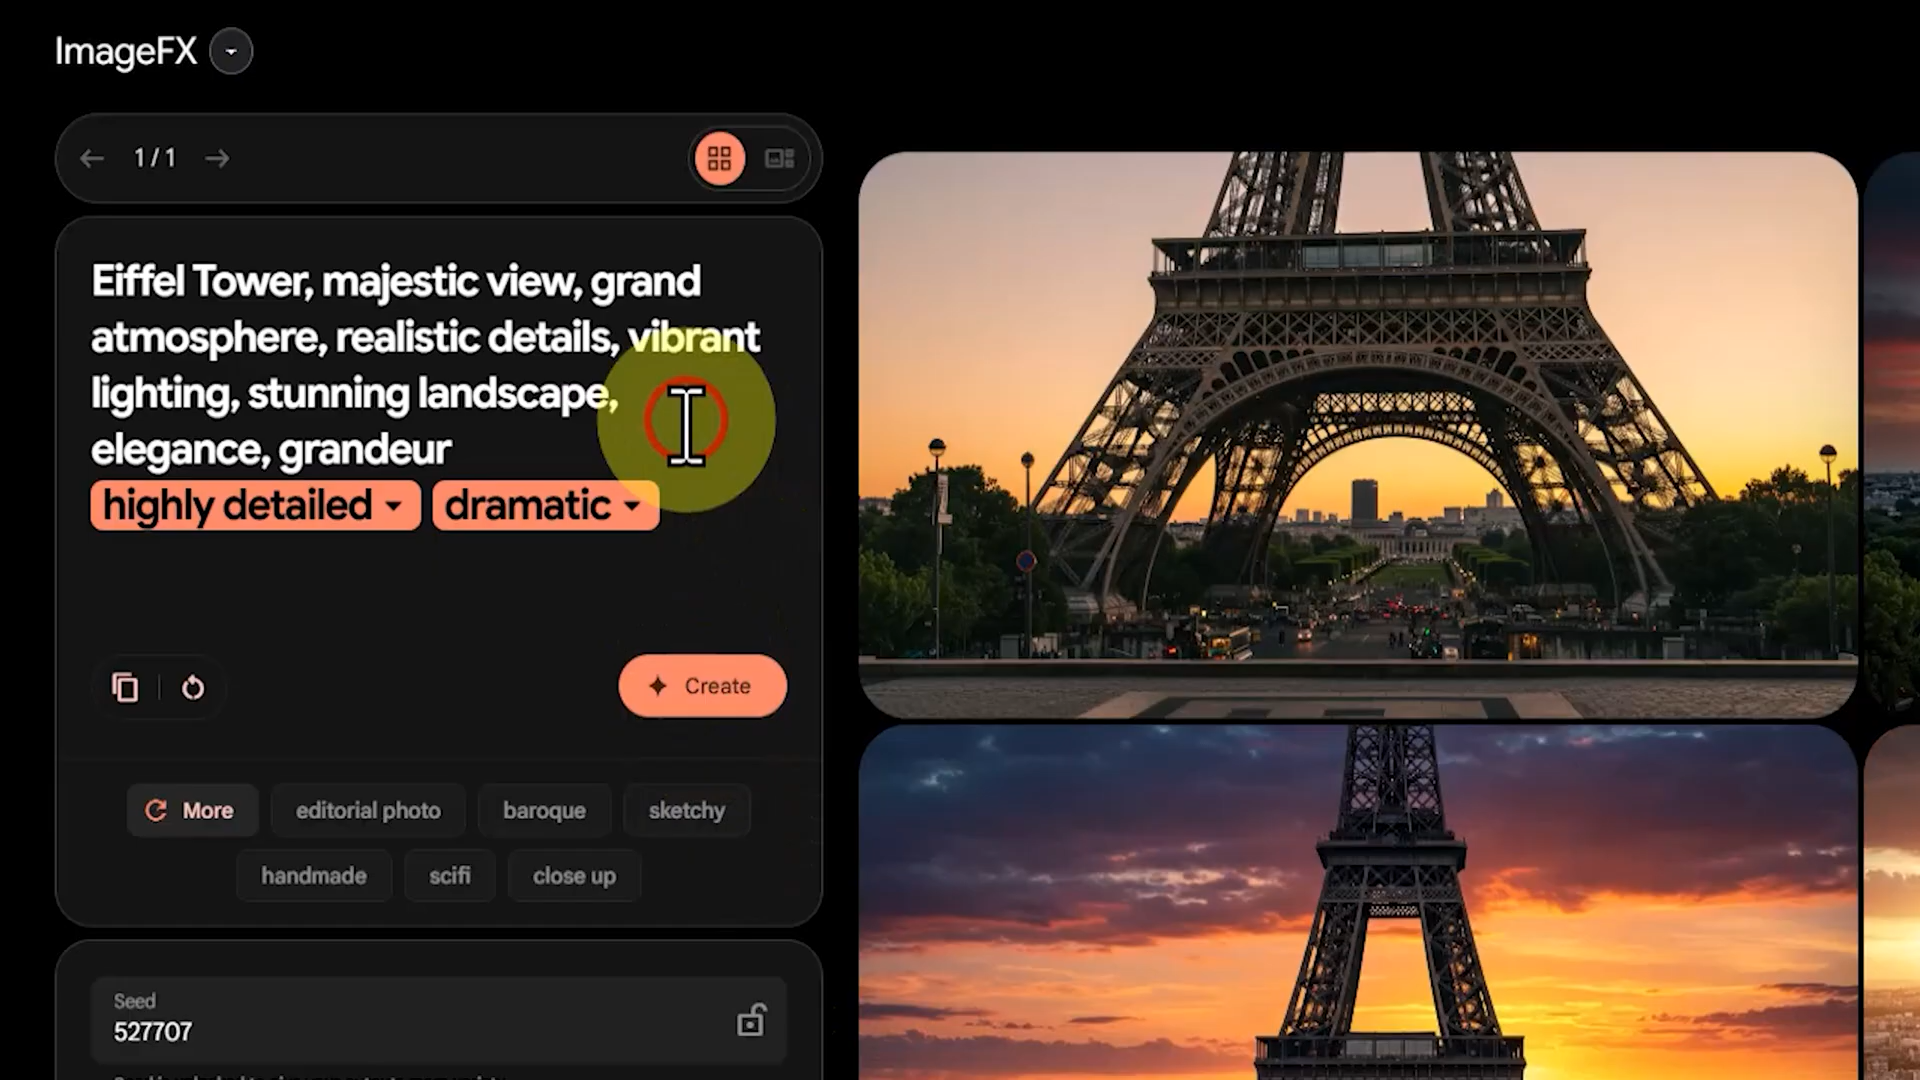 ImageFX
1 / 1
Eiffel Tower, majestic view, grand
atmosphere, realistic details, vibrant
lighting, stunning landscape,
elegance, grandeur
highly detailed dramatic
Create
More editorial photo baroque sketchy
handmade scifi close up
Seed
527707